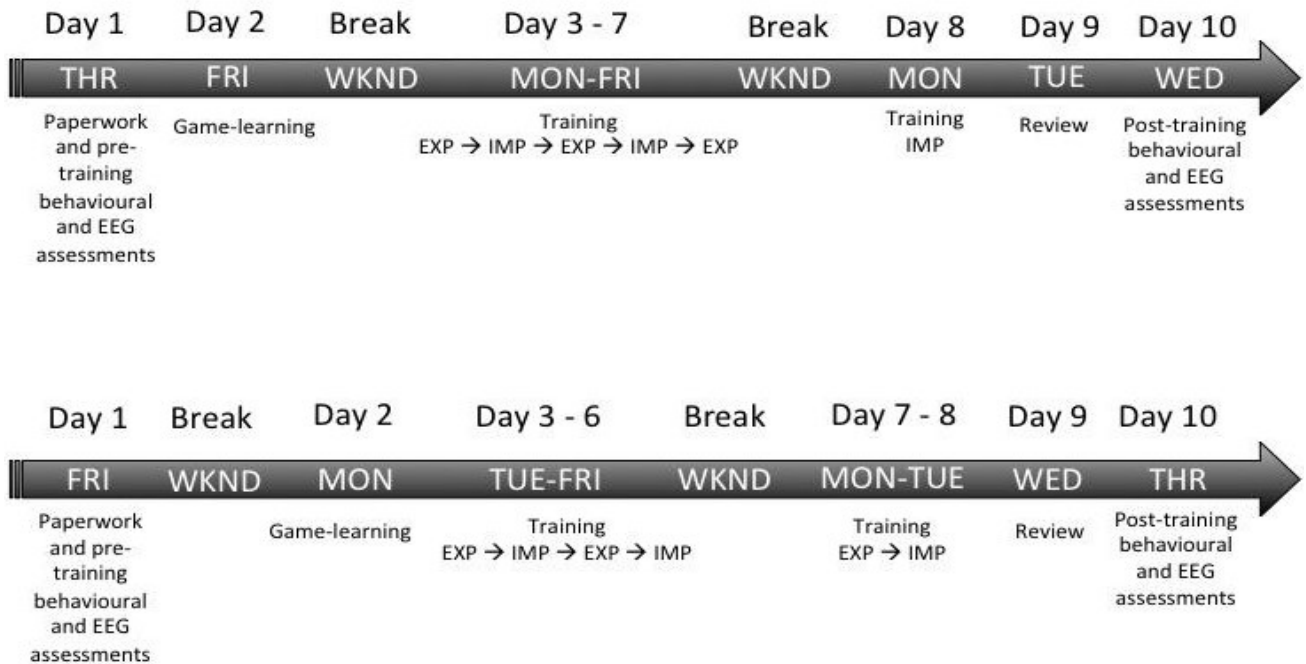 Day 1 Day 2 Break Day 3 - 7 Break Day 8 Day 9 Day 10
THR FRI WKND MON-FRI WKND MON TUE WED
Paperwork
and pre-
training
behavioural
and EEG
assessments
Game-learning
Training
EXP → IMP → EXP → IMP → EXP
Training
IMP
Review
Post-training
behavioural
and EEG
assessments
Day 1 Break Day 2 Day 3 - 6 Break Day 7 - 8 Day 9 Day 10
FRI WKND MON TUE-FRI WKND MON-TUE WED THR
Paperwork
and pre-
training
behavioural
and EEG
assessments
Game-learning
Training
EXP → IMP → EXP → IMP
Training
EXP → IMP
Review
Post-training
behavioural
and EEG
assessments